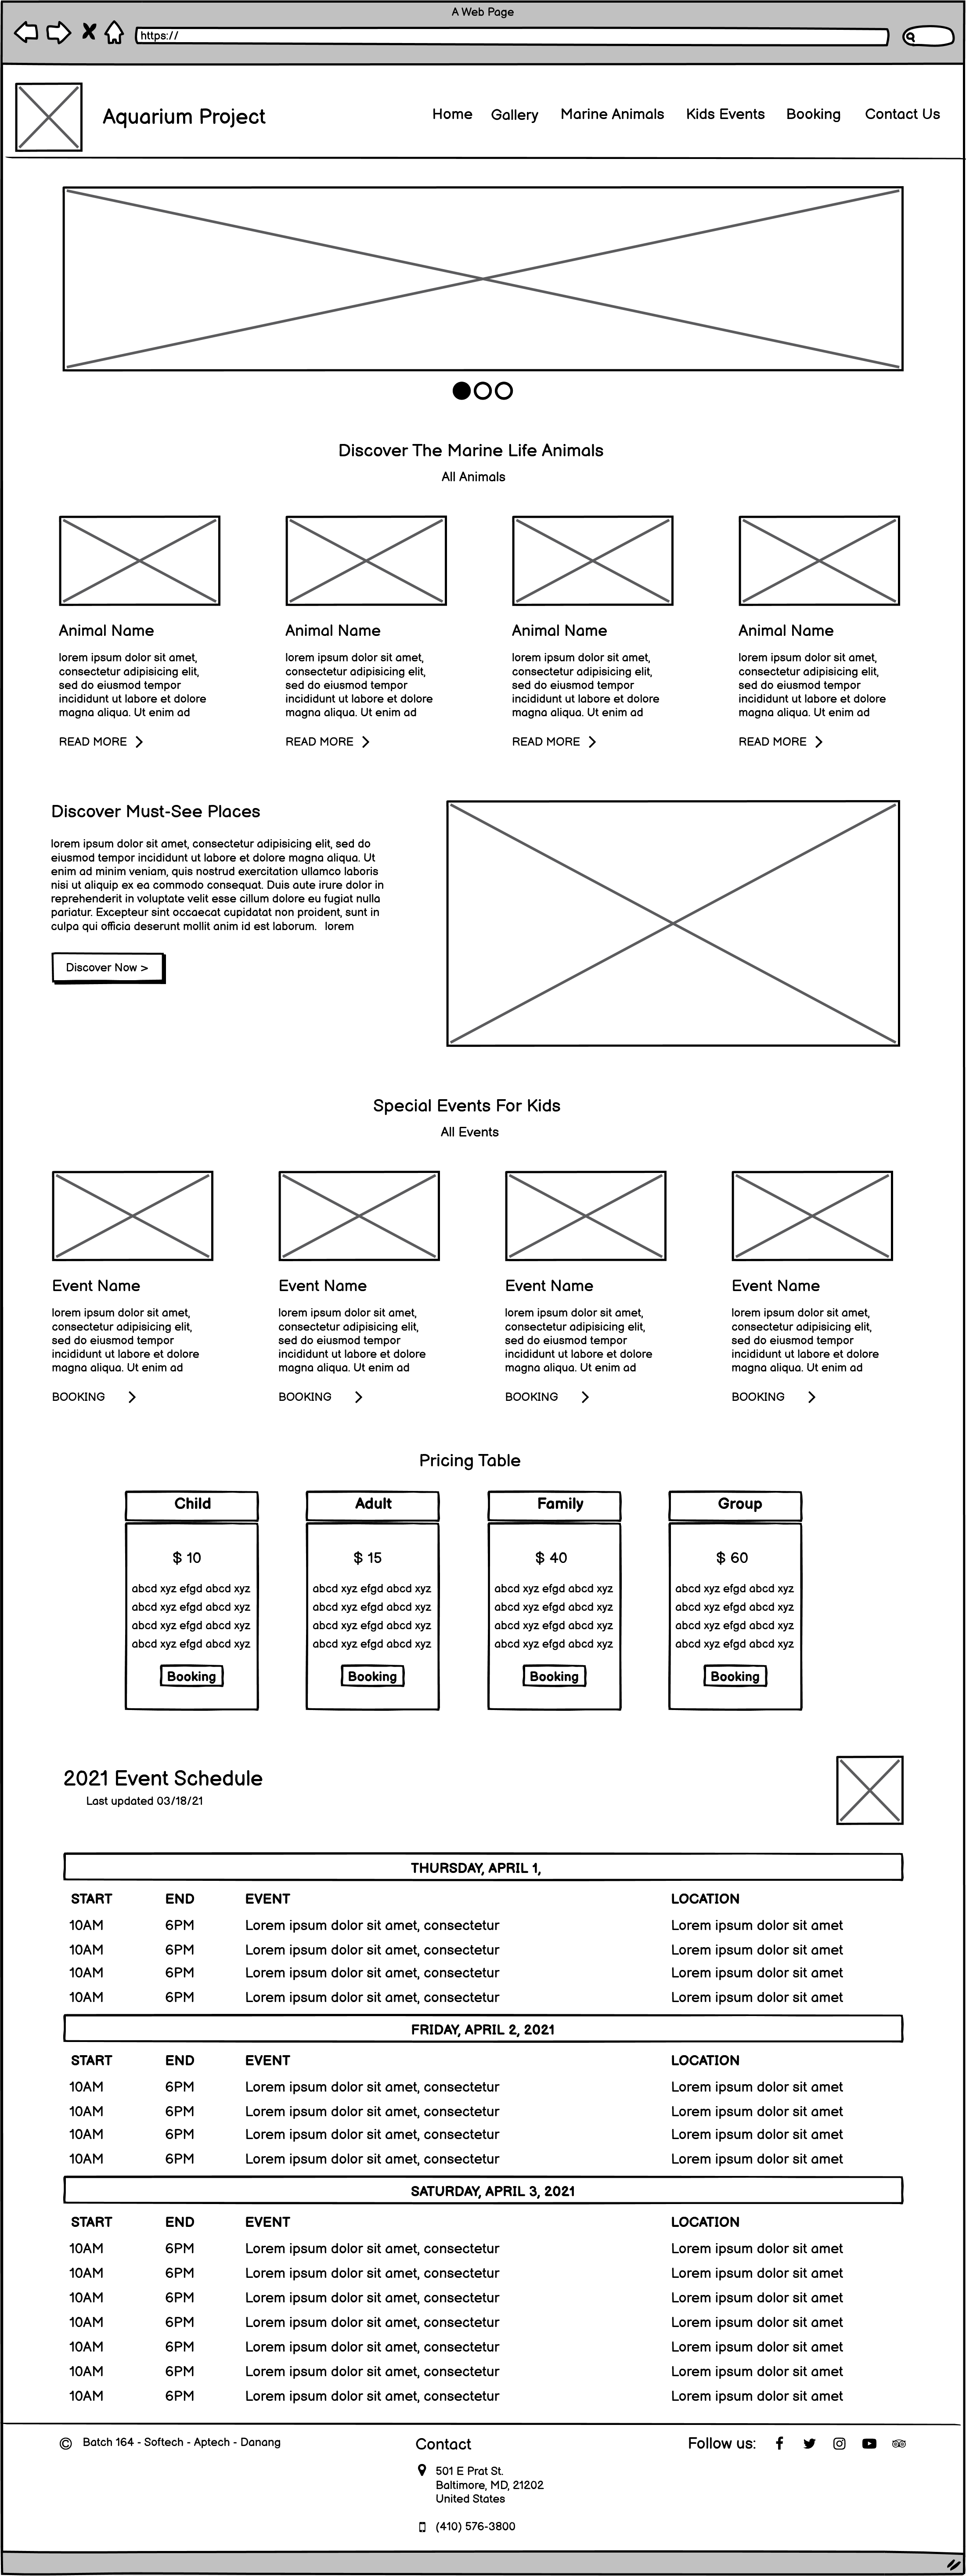 A Web Page
https://
Aquarium Project
Home Gallery Marine Animals Kids Events Booking Contact Us
Discover The Marine Life Animals
All Animals
Animal Name
lorem ipsum dolor sit amet,
consectetur adipisicing elit,
sed do eiusmod tempor
incididunt ut labore et dolore
magna aliqua. Ut enim ad
READ MORE
Animal Name
lorem ipsum dolor sit amet,
consectetur adipisicing elit,
sed do eiusmod tempor
incididunt ut labore et dolore
magna aliqua. Ut enim ad
READ MORE
Animal Name
lorem ipsum dolor sit amet,
consectetur adipisicing elit,
sed do eiusmod tempor
incididunt ut labore et dolore
magna aliqua. Ut enim ad
READ MORE
Animal Name
lorem ipsum dolor sit amet,
consectetur adipisicing elit,
sed do eiusmod tempor
incididunt ut labore et dolore
magna aliqua. Ut enim ad
READ MORE
Discover Must-See Places
lorem ipsum dolor sit amet, consectetur adipisicing elit, sed do
eiusmod tempor incididunt ut labore et dolore magna aliqua. Ut
enim ad minim veniam, quis nostrud exercitation ullamco laboris
nisi ut aliquip ex ea commodo consequat. Duis aute irure dolor in
reprehenderit in voluptate velit esse cillum dolore eu fugiat nulla
pariatur. Excepteur sint occaecat cupidatat non proident, sunt in
culpa qui officia deserunt mollit anim id est laborum. lorem
Discover Now >
Special Events For Kids
All Events
Event Name
lorem ipsum dolor sit amet,
consectetur adipisicing elit,
sed do eiusmod tempor
incididunt ut labore et dolore
magna aliqua. Ut enim ad
BOOKING
Event Name
lorem ipsum dolor sit amet,
consectetur adipisicing elit,
sed do eiusmod tempor
incididunt ut labore et dolore
magna aliqua. Ut enim ad
BOOKING
Event Name
lorem ipsum dolor sit amet,
consectetur adipisicing elit,
sed do eiusmod tempor
incididunt ut labore et dolore
magna aliqua. Ut enim ad
BOOKING
Event Name
lorem ipsum dolor sit amet,
consectetur adipisicing elit,
sed do eiusmod tempor
incididunt ut labore et dolore
magna aliqua. Ut enim ad
BOOKING
Pricing Table
Child
$ 10
abcd xyz efgd abcd xyz
abcd xyz efgd abcd xyz
abcd xyz efgd abcd xyz
abcd xyz efgd abcd xyz
Booking
Adult
$ 15
abcd xyz efgd abcd xyz
abcd xyz efgd abcd xyz
abcd xyz efgd abcd xyz
abcd xyz efgd abcd xyz
Booking
Family
$ 40
abcd xyz efgd abcd xyz
abcd xyz efgd abcd xyz
abcd xyz efgd abcd xyz
abcd xyz efgd abcd xyz
Booking
Group
$ 60
abcd xyz efgd abcd xyz
abcd xyz efgd abcd xyz
abcd xyz efgd abcd xyz
abcd xyz efgd abcd xyz
Booking
2021 Event Schedule
Last updated 03/18/21
THURSDAY, APRIL 1,
START END EVENT LOCATION
10AM 6PM Lorem ipsum dolor sit amet, consectetur Lorem ipsum dolor sit amet
10AM 6PM Lorem ipsum dolor sit amet, consectetur Lorem ipsum dolor sit amet
10AM 6PM Lorem ipsum dolor sit amet, consectetur Lorem ipsum dolor sit amet
10AM 6PM Lorem ipsum dolor sit amet, consectetur Lorem ipsum dolor sit amet
FRIDAY, APRIL 2, 2021
START END EVENT LOCATION
10AM 6PM Lorem ipsum dolor sit amet, consectetur Lorem ipsum dolor sit amet
10AM 6PM Lorem ipsum dolor sit amet, consectetur Lorem ipsum dolor sit amet
10AM 6PM Lorem ipsum dolor sit amet, consectetur Lorem ipsum dolor sit amet
10AM 6PM Lorem ipsum dolor sit amet, consectetur Lorem ipsum dolor sit amet
SATURDAY, APRIL 3, 2021
START END EVENT LOCATION
10AM 6PM Lorem ipsum dolor sit amet, consectetur Lorem ipsum dolor sit amet
10AM 6PM Lorem ipsum dolor sit amet, consectetur Lorem ipsum dolor sit amet
10AM 6PM Lorem ipsum dolor sit amet, consectetur Lorem ipsum dolor sit amet
10AM 6PM Lorem ipsum dolor sit amet, consectetur Lorem ipsum dolor sit amet
10AM 6PM Lorem ipsum dolor sit amet, consectetur Lorem ipsum dolor sit amet
10AM 6PM Lorem ipsum dolor sit amet, consectetur Lorem ipsum dolor sit amet
10AM 6PM Lorem ipsum dolor sit amet, consectetur Lorem ipsum dolor sit amet
© Batch 164 - Softech - Aptech - Danang
Contact
501 E Prat St.
Baltimore, MD, 21202
United States
(410) 576-3800
Follow us: